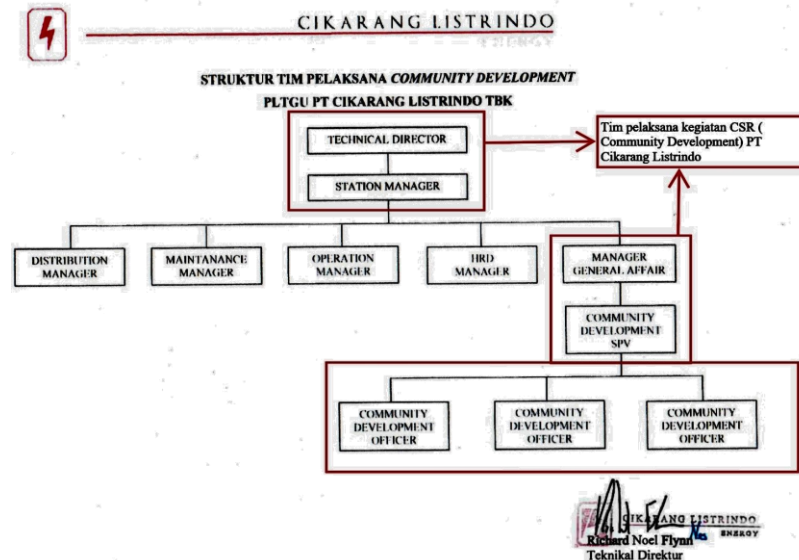 CIKARANG LISTRINDO
ENERGY
STRUKTUR TIM PELAKSANA COMMUNITY DEVELOPMENT
PLTGU PT CIKARANG LISTRINDO TBK
TECHNICAL DIRECTOR
Tim pelaksana kegiatan CSR (
Community Development) PT
Cikarang Listrindo
STATION MANAGER
DISTRIBUTION
MANAGER
MAINTANANCE
MANAGER
OPERATION
MANAGER
HRD
MANAGER
MANAGER
GENERAL AFFAIR
COMMUNITY
DEVELOPMENT
SPV
COMMUNITY
DEVELOPMENT
OFFICER
COMMUNITY
DEVELOPMENT
OFFICER
COMMUNITY
DEVELOPMENT
OFFICER
CIKARANG LISTRINDO
ENERGY
Richard Noel Flynn
Teknikal Direktur